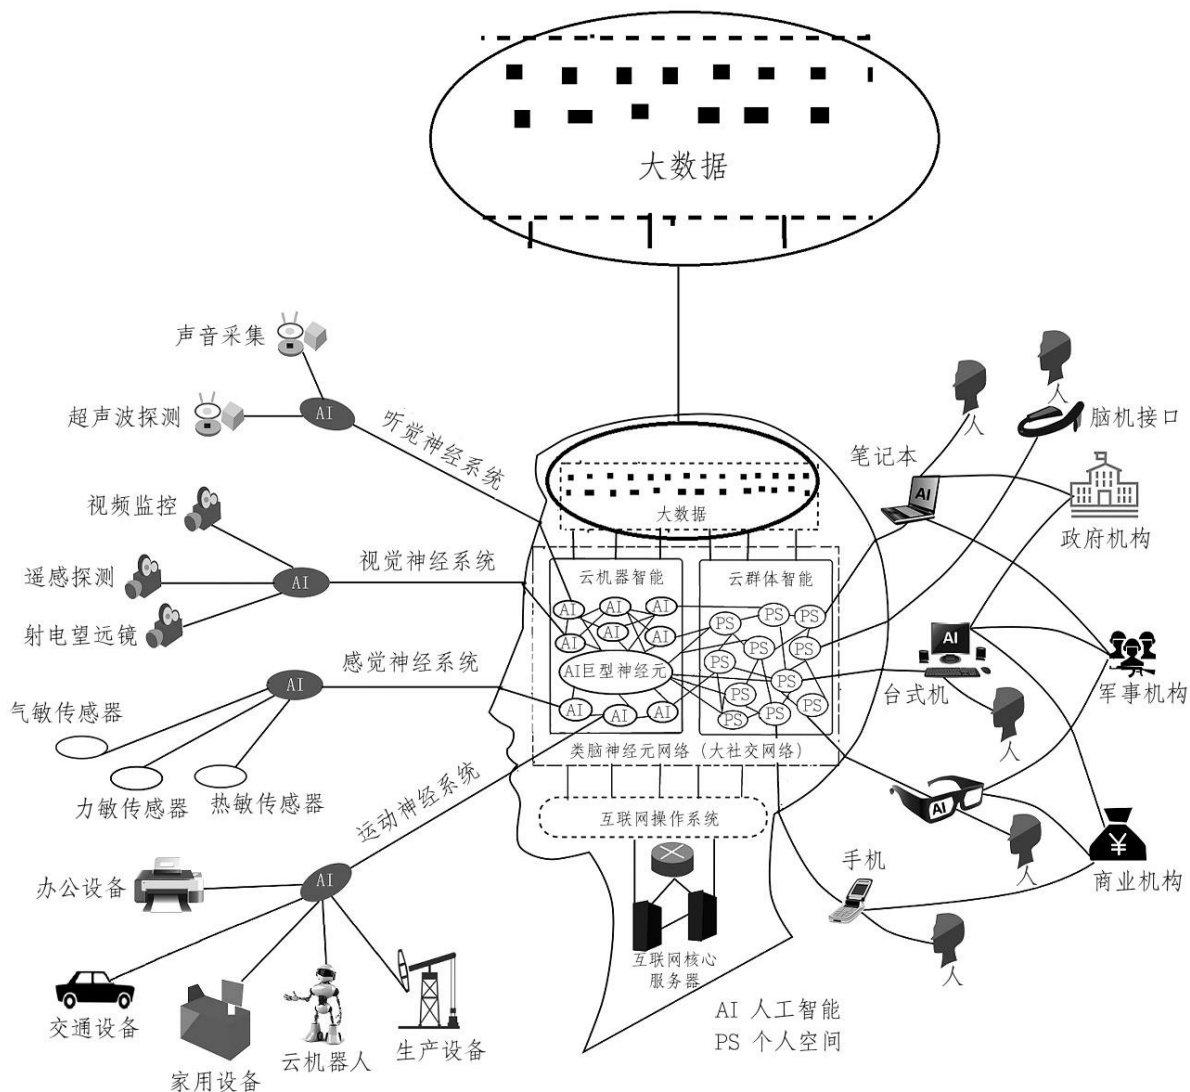 大数据
声音采集
AI
超声波探测
听觉神经系统
视频监控
遥感探测
AI
射电望远镜
视觉神经系统
感觉神经系统
AI
气敏传感器
力敏传感器
热敏传感器
运动神经系统
办公设备
AI
交通设备
家用设备
云机器人
生产设备
大数据
云机器智能
AI
AI
AI
AI
AI
AI
AI巨型神经元
AI
AI
AI
云群体智能
PS
PS
PS
PS
PS
PS
PS
PS
PS
PS
PS
类脑神经元网络（大社交网络）
互联网操作系统
互联网核心
服务器
人
人
脑机接口
笔记本
AI
政府机构
AI
台式机
军事机构
人
AI
人
商业机构
¥
手机
人
AI 人工智能
PS 个人空间